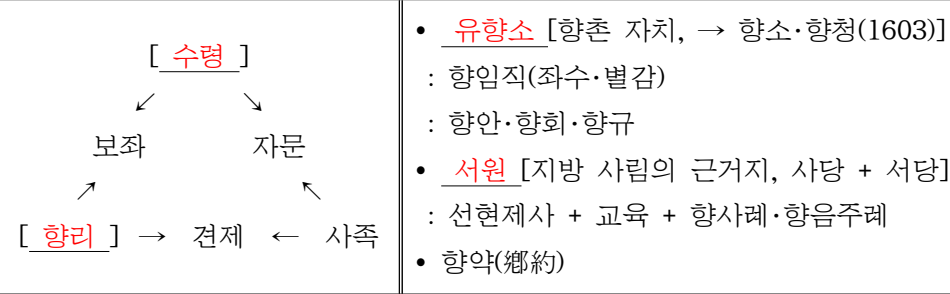 [ 수령 ]
↙ ↘
보좌 자문
↗ ↖
[ 향리 ] → 견제 ← 사족
• 유향소 [향촌 자치, → 향소·향청(1603)]
: 향임직(좌수·별감)
: 향안·향회·향규
• 서원 [지방 사림의 근거지, 사당 + 서당]
: 선현제사 + 교육 + 향사례·향음주례
• 향약(鄕約)